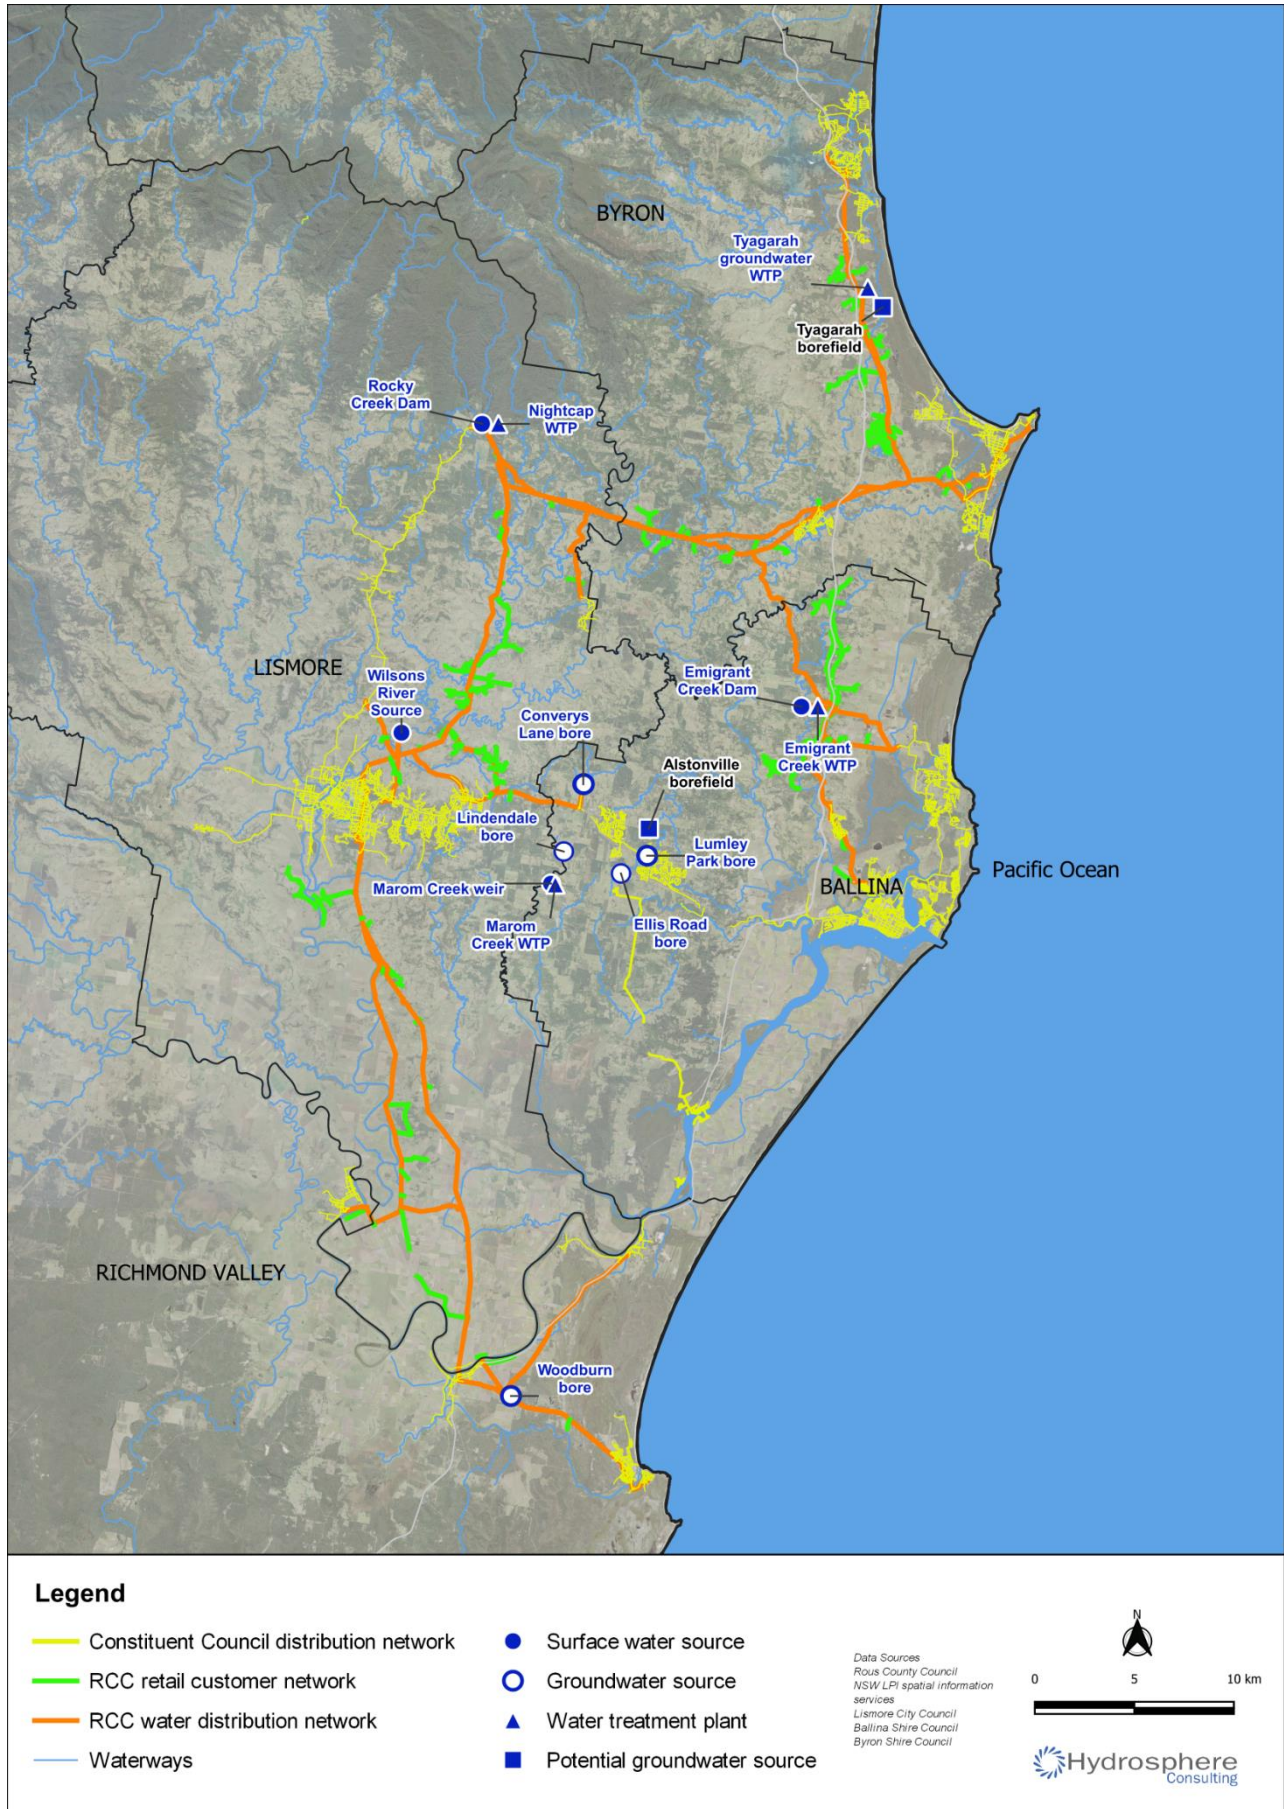 BYRON
Tyagarah
groundwater
WTP
Tyagarah
borefield
Rocky
Creek Dam
Nightcap
WTP
LISMORE
Wilsons
River
Source
Emigrant
Creek Dam
Converys
Lane bore
Emigrant
Creek WTP
Alstonville
borefield
Lindendale
bore
Lumley
Park bore
Pacific Ocean
Marom Creek weir
BALLINA
Marom
Creek WTP
Ellis Road
bore
RICHMOND VALLEY
Woodburn
bore
Legend
Constituent Council distribution network
RCC retail customer network
RCC water distribution network
Waterways
Surface water source
Groundwater source
Water treatment plant
Potential groundwater source
Data Sources
Rous County Council
NSW LPI spatial information
services
Lismore City Council
Ballina Shire Council
Byron Shire Council
N
0 5 10 km
Hydrosphere
Consulting